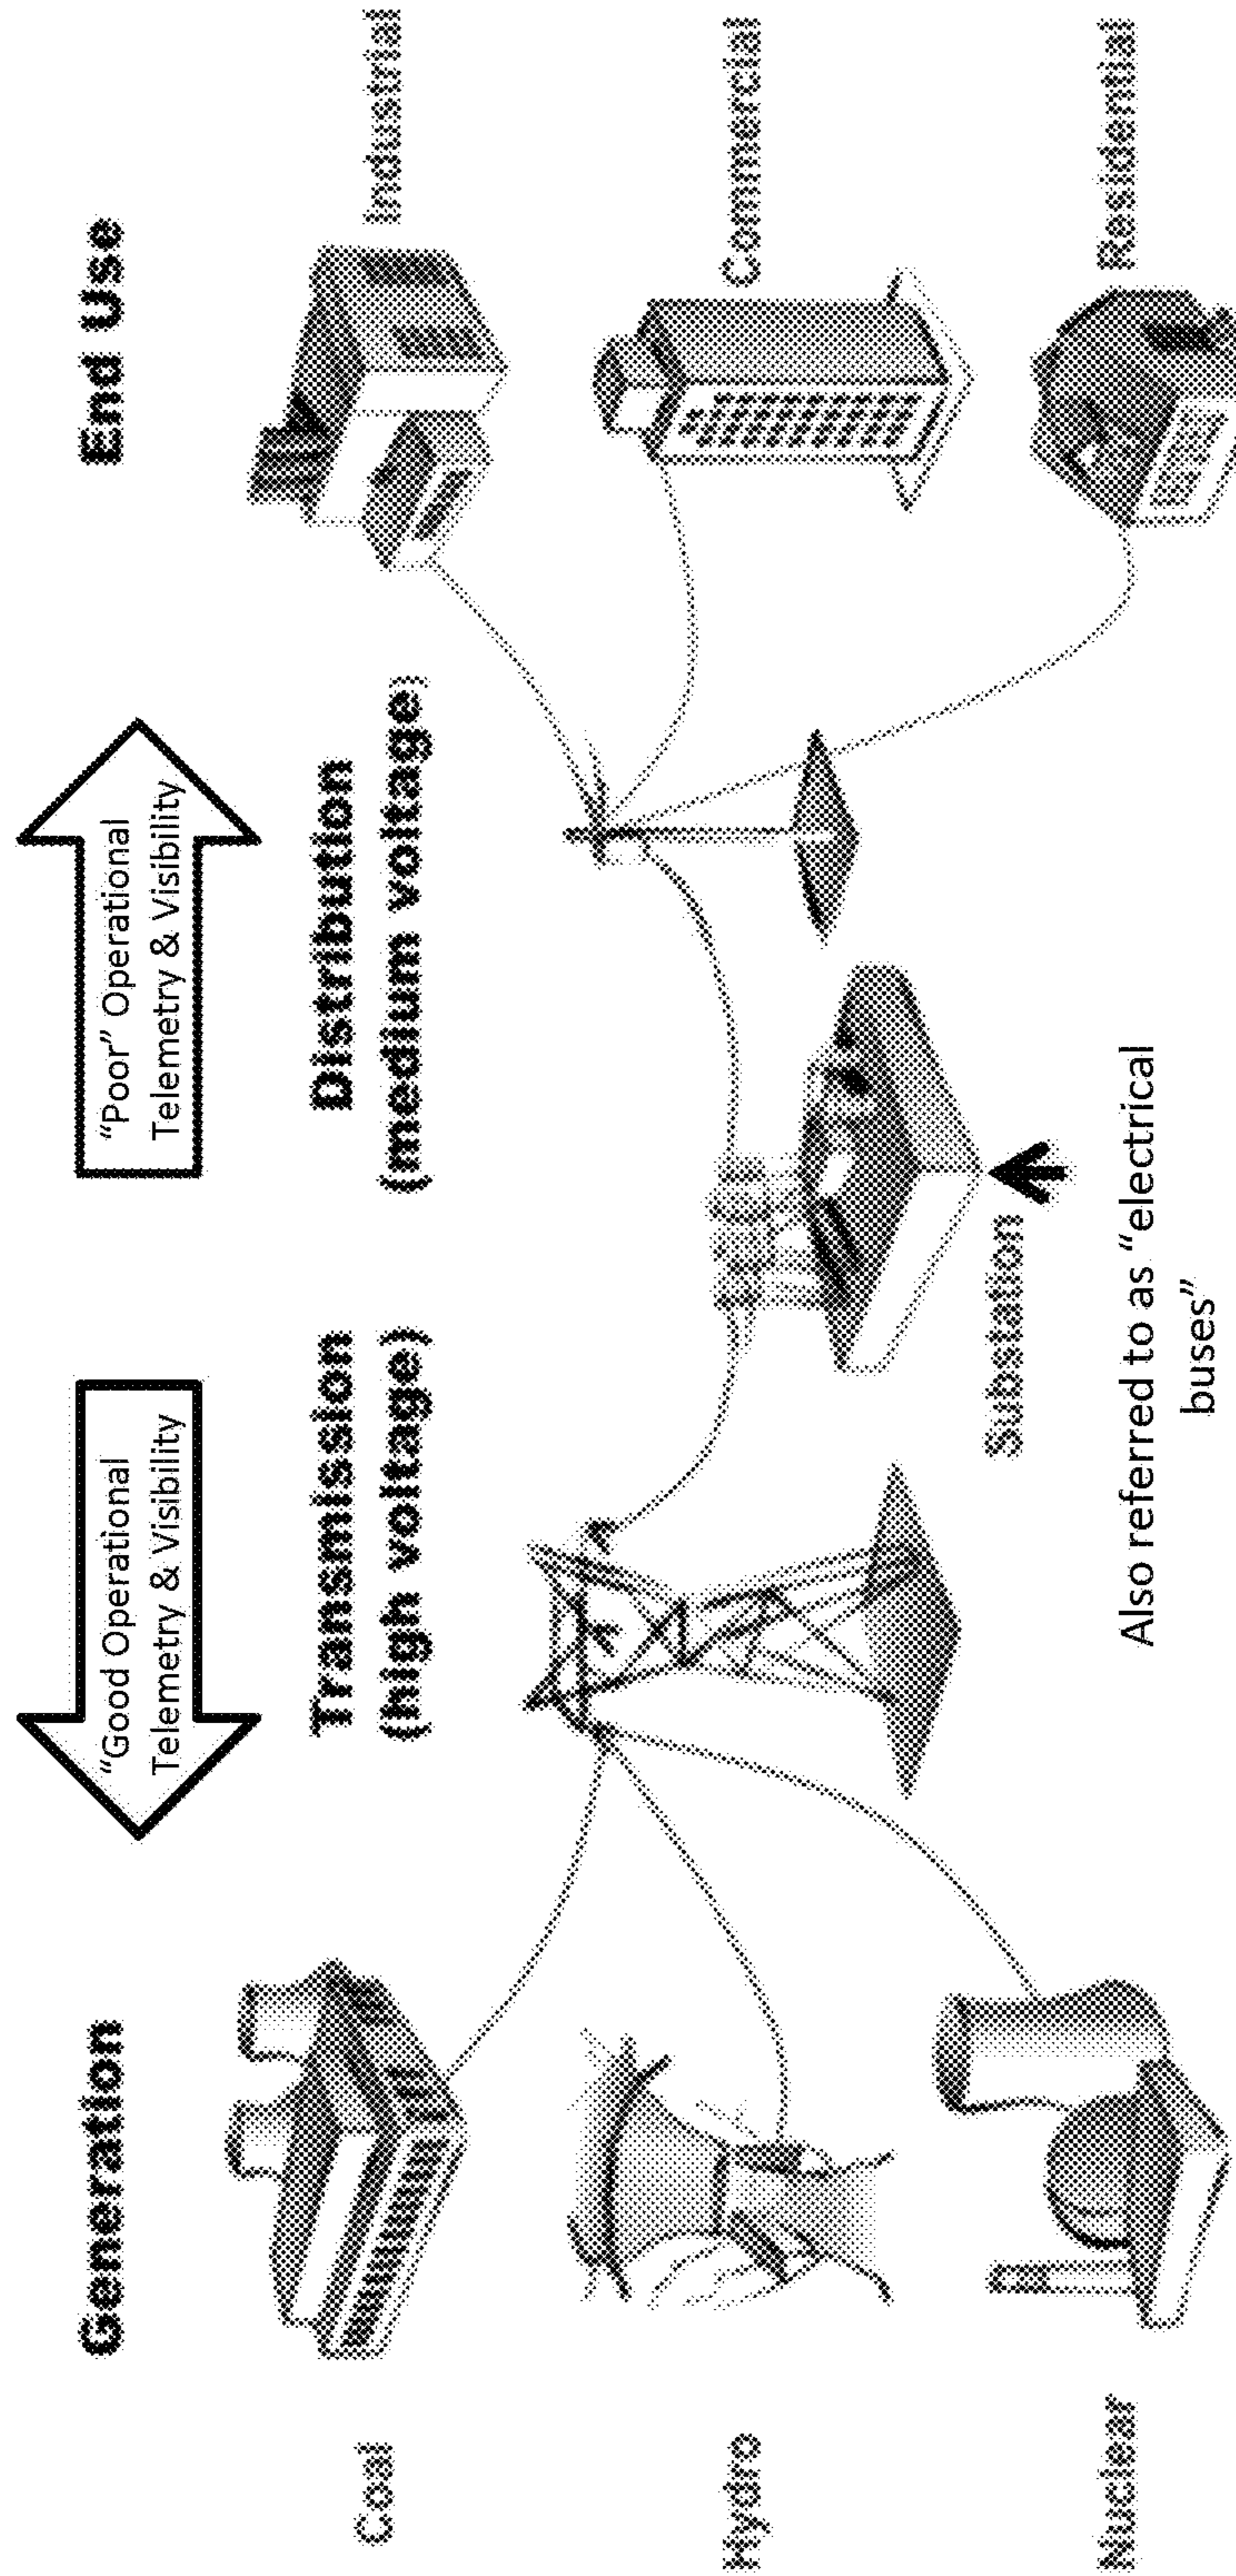 "Good Operational
Telemetry & Visibility
"Poor" Operational
Telemetry & Visibility
Generation
Transmission
(high voltage)
Distribution
(medium voltage)
End Use
Coal
Hydro
Nuclear
Industrial
Commercial
Residential
Substation
Also referred to as "electrical
buses"